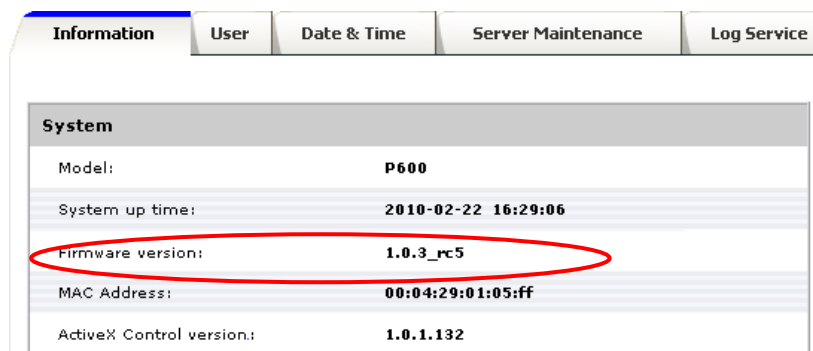 Information User Date & Time Server Maintenance Log Service
System
Model: P600
System up time: 2010-02-22 16:29:06
Firmware version: 1.0.3_rc5
MAC Address: 00:04:29:01:05:ff
ActiveX Control version.: 1.0.1.132